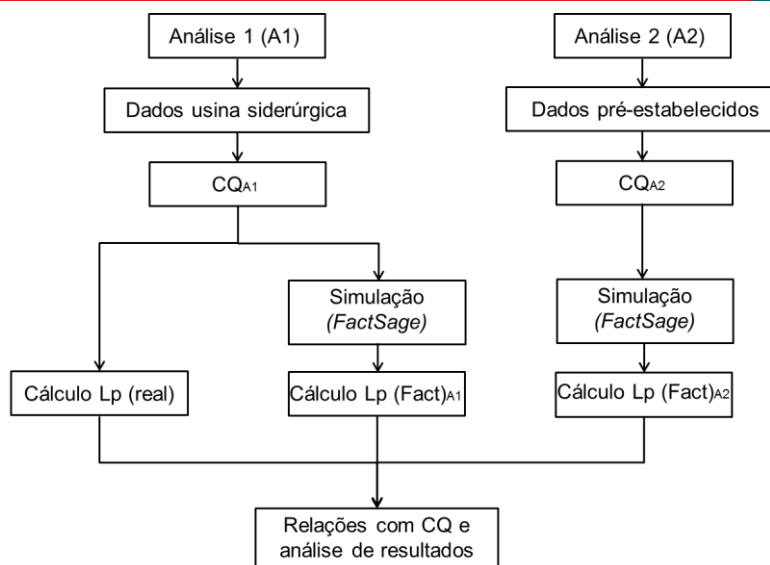 Análise 1 (A1)
Análise 2 (A2)
Dados usina siderúrgica
Dados pré-estabelecidos
CQA1
CQA2
Simulação
(FactSage)
Simulação
(FactSage)
Cálculo Lp (real)
Cálculo Lp (Fact)A1
Cálculo Lp (Fact)A2
Relações com CQ e
análise de resultados